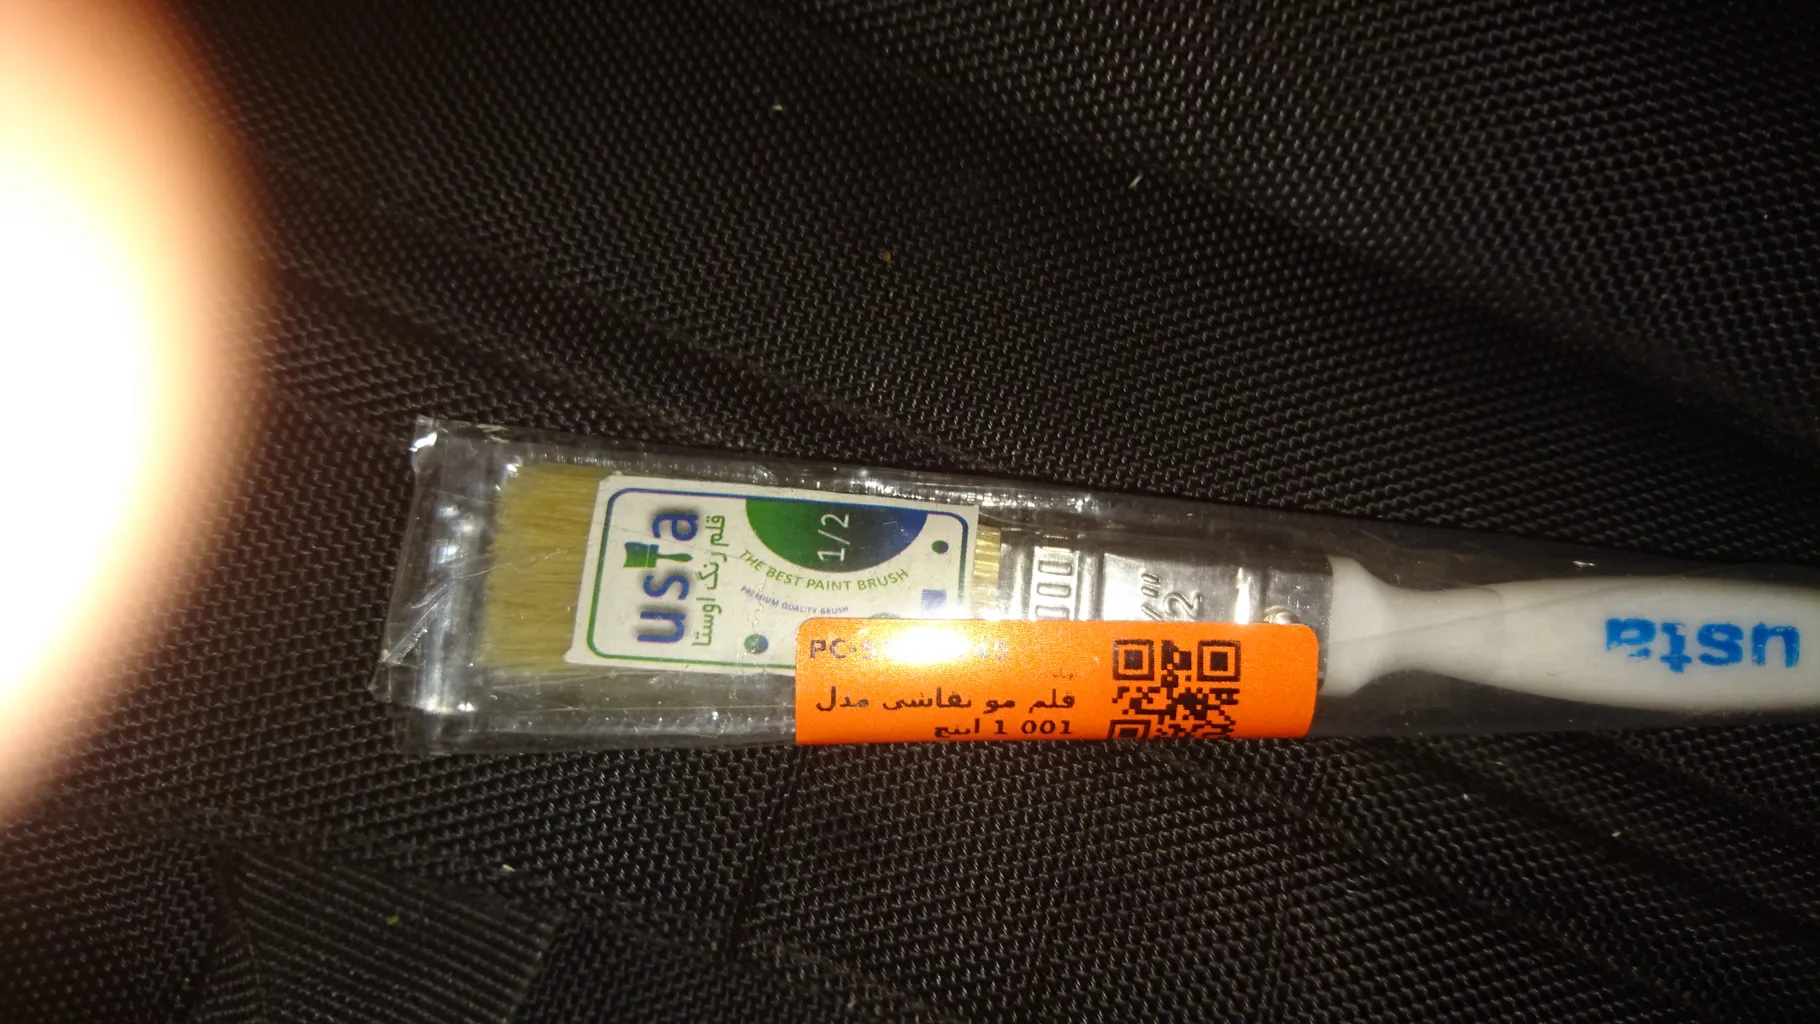 usta
قلم رنگ اوستا
1/2
THE BEST PAINT BRUSH
PREMIUM QUALITY BRUSH
قلم مو نقاشی مدل
001 1 اینچ
usta